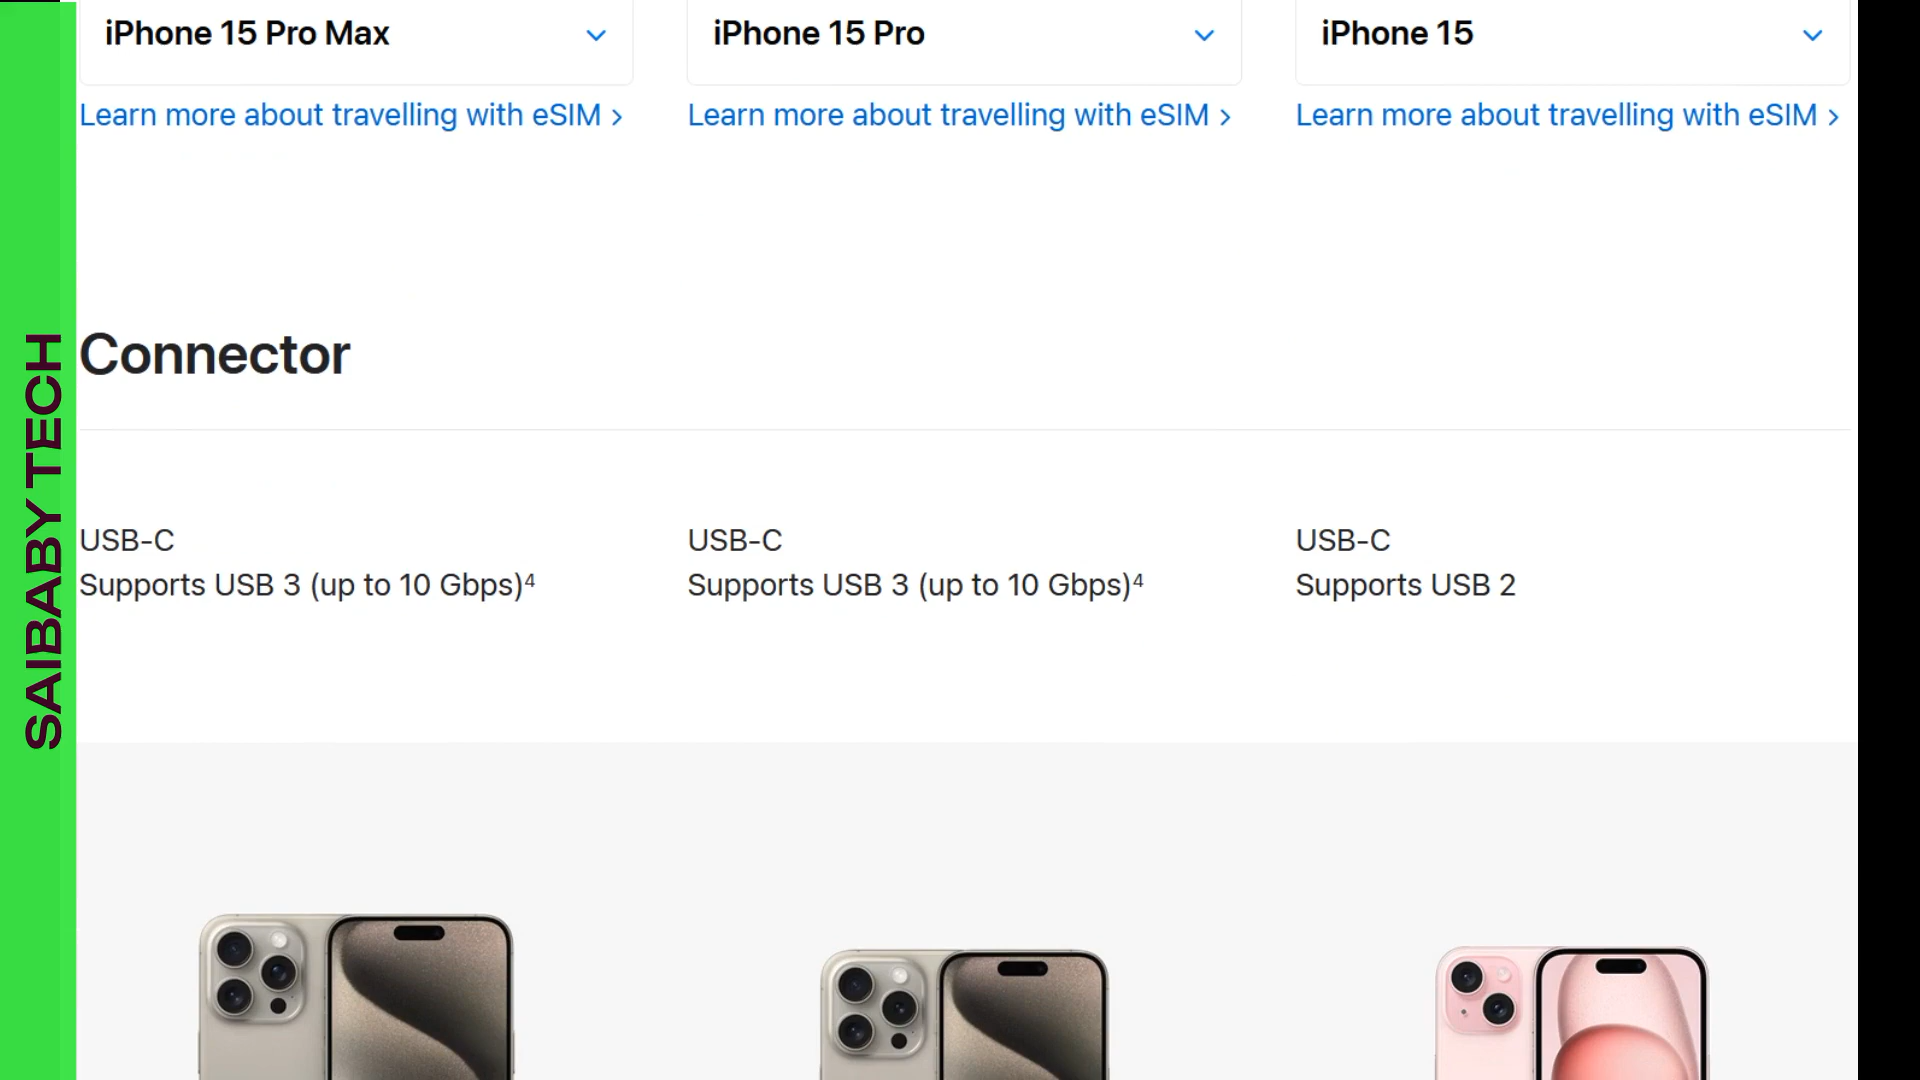 iPhone 15 Pro Max
iPhone 15 Pro
iPhone 15
Learn more about travelling with eSIM >
Learn more about travelling with eSIM >
Learn more about travelling with eSIM >
SAIBABY TECH
Connector
USB-C
Supports USB 3 (up to 10 Gbps)⁴
USB-C
Supports USB 3 (up to 10 Gbps)⁴
USB-C
Supports USB 2